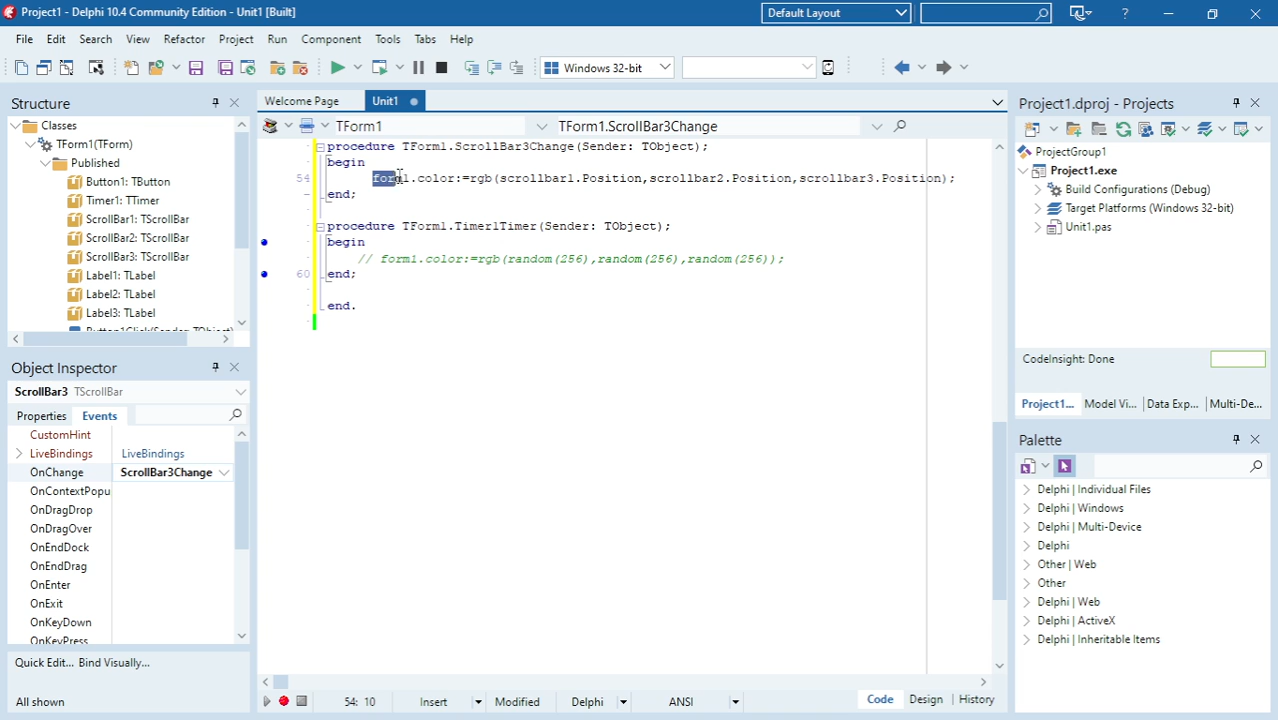 Project1 - Delphi 10.4 Community Edition - Unit1 [Built]
Default Layout
?
File Edit Search View Refactor Project Run Component Tools Tabs Help
Windows 32-bit
Structure
Classes
TForm1(TForm)
Published
Button1: TButton
Timer1: TTimer
ScrollBar1: TScrollBar
ScrollBar2: TScrollBar
ScrollBar3: TScrollBar
Label1: TLabel
Label2: TLabel
Label3: TLabel
Button1Click(Sender: TObject)
Object Inspector
ScrollBar3 TScrollBar
Properties Events
CustomHint
LiveBindings LiveBindings
OnChange ScrollBar3Change
OnContextPopu
OnDragDrop
OnDragOver
OnEndDock
OnEndDrag
OnEnter
OnExit
OnKeyDown
OnKeyPress
Quick Edit... Bind Visually...
All shown
Welcome Page Unit1
TForm1 TForm1.ScrollBar3Change
procedure TForm1.ScrollBar3Change(Sender: TObject);
begin
54 form1.color:=rgb(scrollbar1.Position,scrollbar2.Position,scrollbar3.Position);
end;
procedure TForm1.Timer1Timer(Sender: TObject);
begin
// form1.color:=rgb(random(256),random(256),random(256));
60 end;
end.
54: 10 Insert Modified Delphi ANSI Code Design History
Project1.dproj - Projects
ProjectGroup1
Project1.exe
Build Configurations (Debug)
Target Platforms (Windows 32-bit)
Unit1.pas
CodeInsight: Done
Project1... Model Vi... Data Exp... Multi-De...
Palette
Delphi | Individual Files
Delphi | Windows
Delphi | Multi-Device
Delphi
Other | Web
Other
Delphi | Web
Delphi | ActiveX
Delphi | Inheritable Items